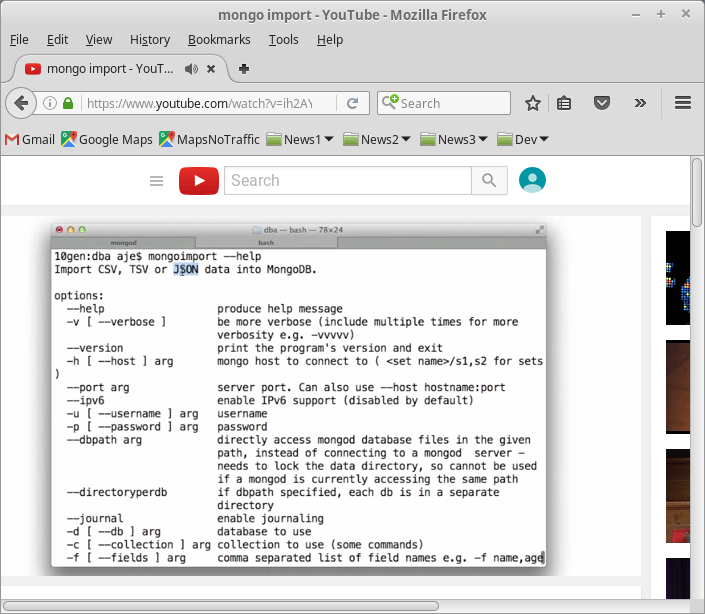 mongo import - YouTube - Mozilla Firefox
File Edit View History Bookmarks Tools Help
mongo import - YouT...
https://www.youtube.com/watch?v=ih2AY
Search
Gmail Google Maps MapsNoTraffic News1 News2 News3 Dev
Search
dba — bash — 78×24
mongod bash
10gen:dba aje$ mongoimport --help
Import CSV, TSV or JSON data into MongoDB.
options:
--help produce help message
-v [ --verbose ] be more verbose (include multiple times for more
verbosity e.g. -vvvvv)
--version print the program's version and exit
-h [ --host ] arg mongo host to connect to ( <set name>/s1,s2 for sets
)
--port arg server port. Can also use --host hostname:port
--ipv6 enable IPv6 support (disabled by default)
-u [ --username ] arg username
-p [ --password ] arg password
--dbpath arg directly access mongod database files in the given
path, instead of connecting to a mongod  server -
needs to lock the data directory, so cannot be used
if a mongod is currently accessing the same path
--directoryperdb if dbpath specified, each db is in a separate
directory
--journal enable journaling
-d [ --db ] arg database to use
-c [ --collection ] arg collection to use (some commands)
-f [ --fields ] arg comma separated list of field names e.g. -f name,age